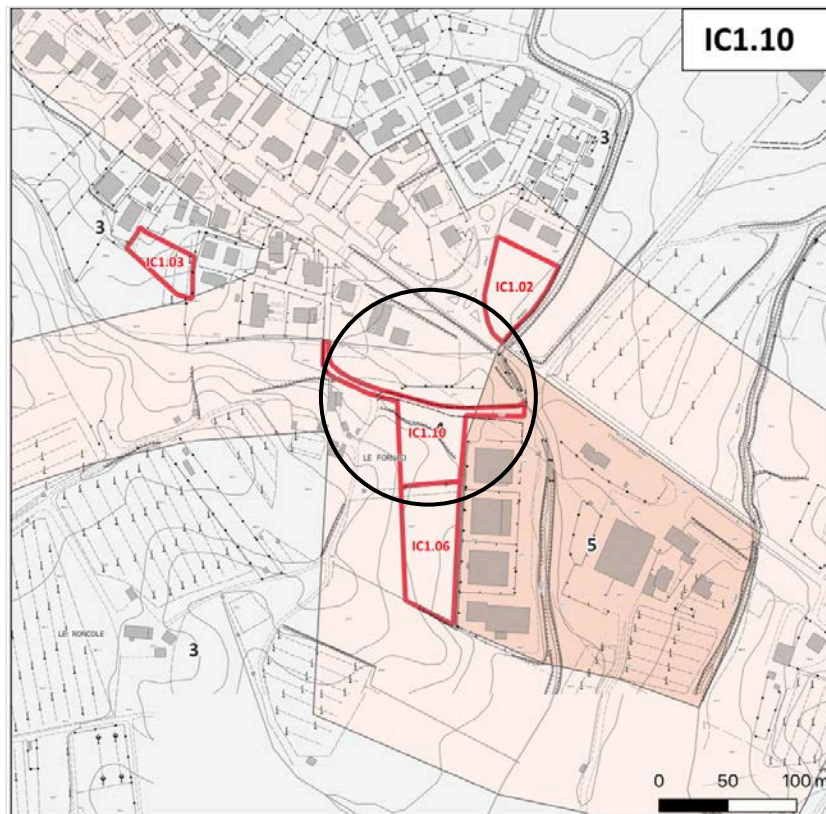 IC1.10
3
3
IC1.03
IC1.02
IC1.10
LE FORNACI
IC1.06
5
LE RONCOLE
3
0 50 100 m